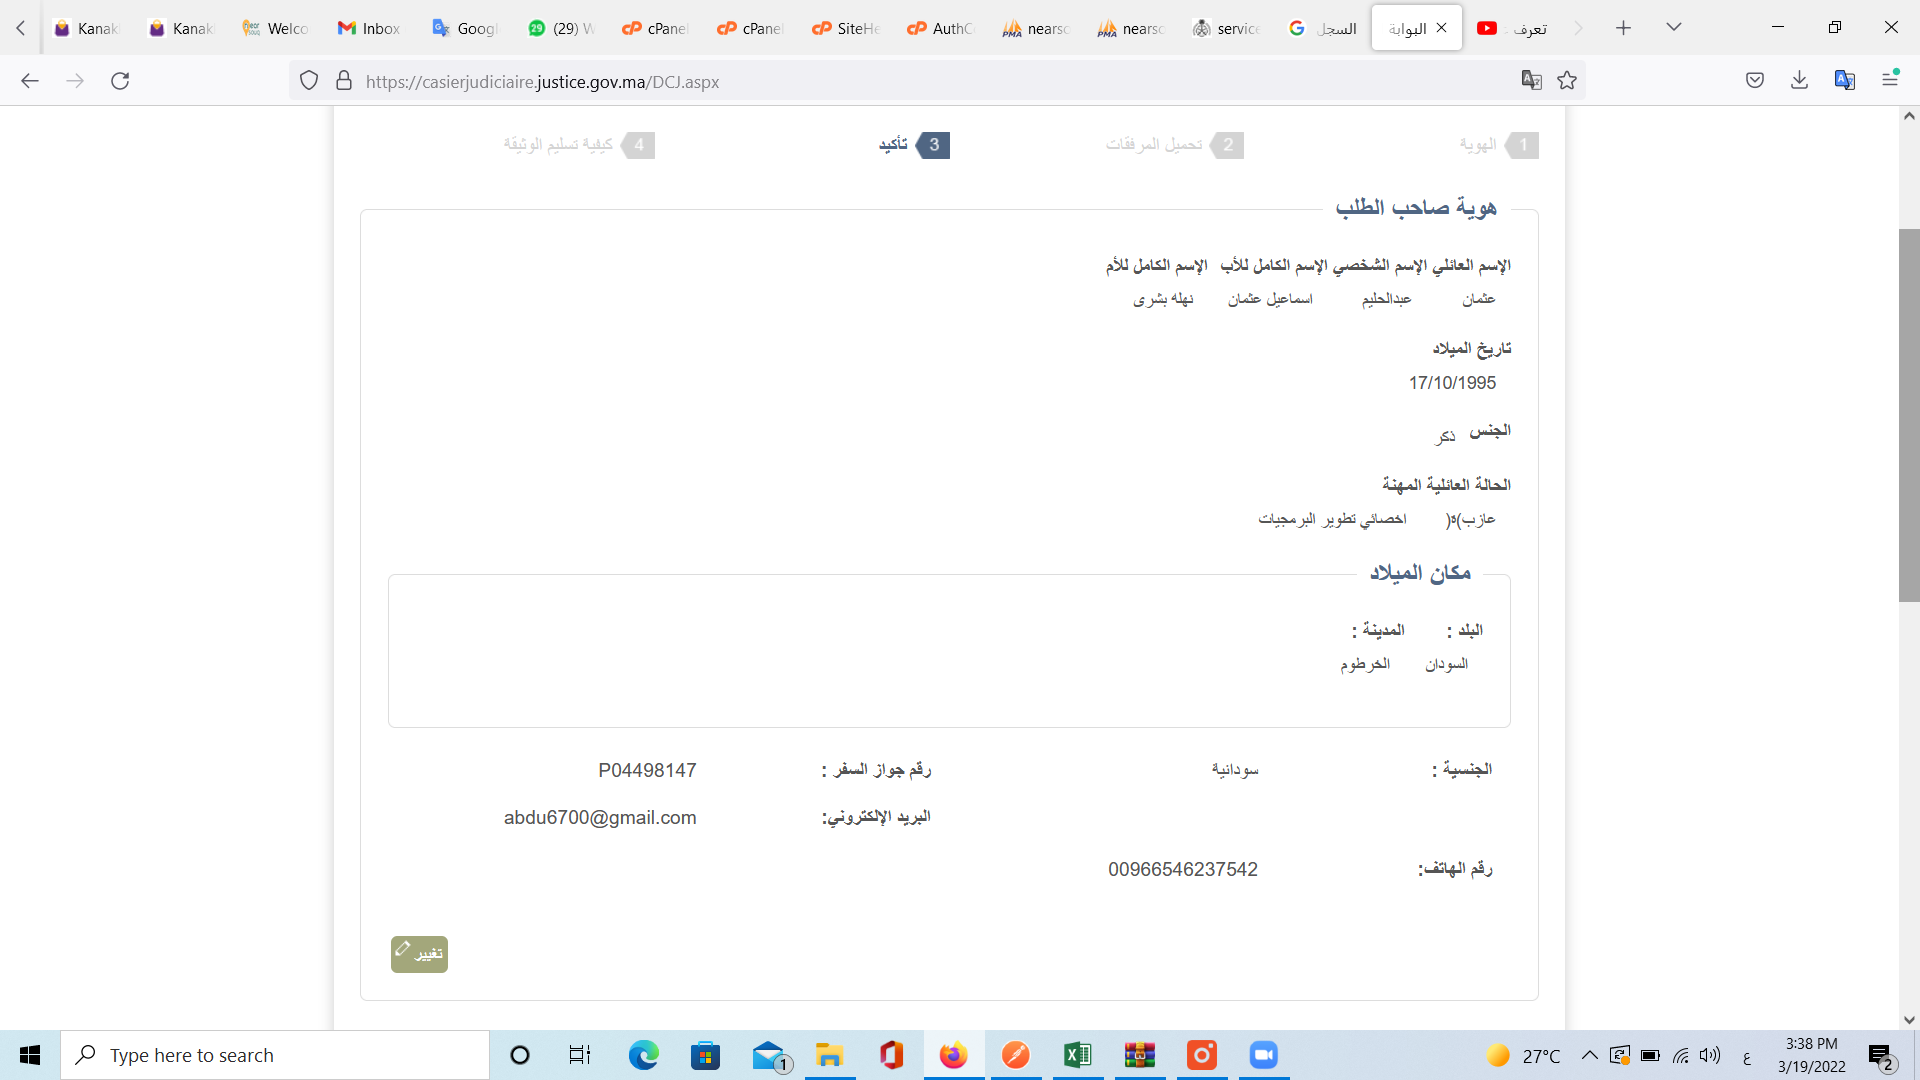 Kanak
Kanak
Welco
Inbox
Googl
(29) W
cPanel
cPanel
SiteHe
AuthC
nearso
nearso
service
السجل
البوابة
تعرف
https://casierjudiciaire.justice.gov.ma/DCJ.aspx
1 الهوية
2 تحميل المرفقات
3 تأكيد
4 كيفية تسليم الوثيقة
هوية صاحب الطلب
الإسم العائلي الإسم الشخصي الإسم الكامل للأب الإسم الكامل للأم
عثمان عبدالحليم اسماعيل عثمان نهله بشرى
تاريخ الميلاد
17/10/1995
الجنس ذكر
الحالة العائلية المهنة
عازب)ة( اخصائي تطوير البرمجيات
مكان الميلاد
البلد : المدينة :
السودان الخرطوم
الجنسية : سودانية رقم جواز السفر : P04498147
البريد الإلكتروني: abdu6700@gmail.com
رقم الهاتف: 00966546237542
تغيير
Type here to search
1
27°C
ع
3:38 PM
3/19/2022
2